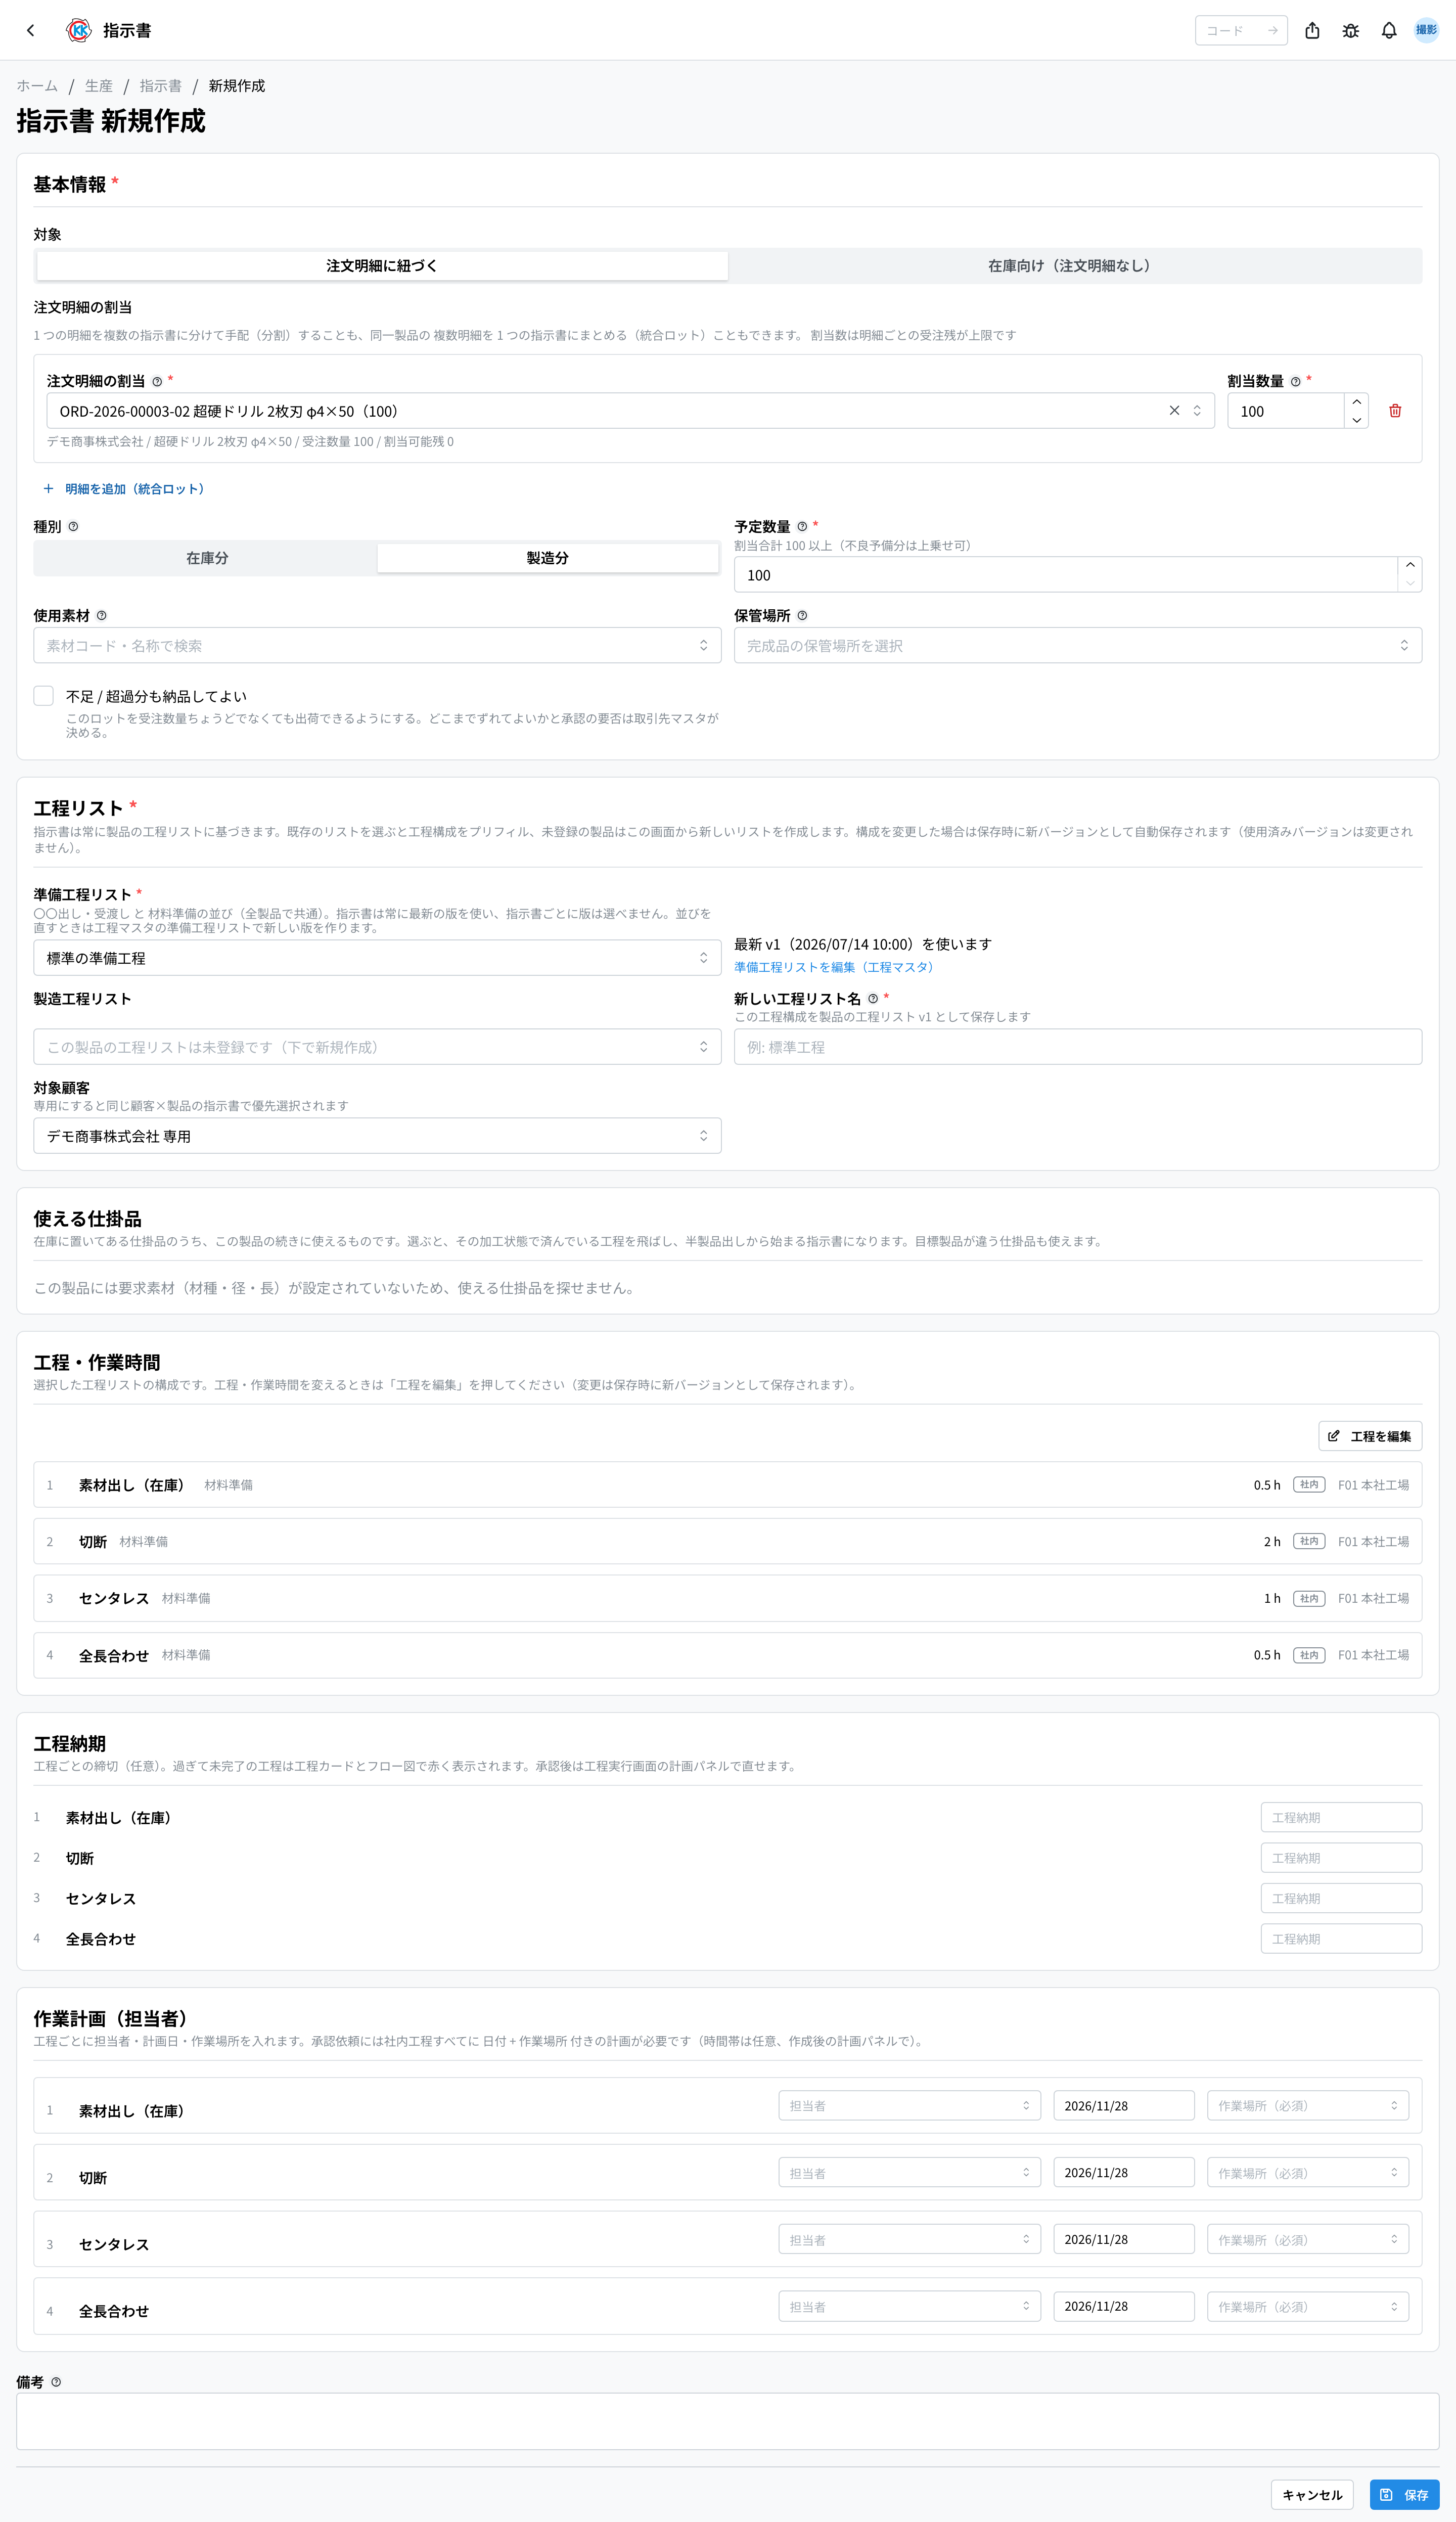 指示書
コード
撮影
ホーム / 生産 / 指示書 / 新規作成
指示書 新規作成
基本情報 *
対象
注文明細に紐づく
在庫向け（注文明細なし）
注文明細の割当
1 つの明細を複数の指示書に分けて手配（分割）することも、同一製品の 複数明細を 1 つの指示書にまとめる（統合ロット）こともできます。 割当数は明細ごとの受注残が上限です
注文明細の割当 *
割当数量 *
ORD-2026-00003-02 超硬ドリル 2枚刃 φ4×50（100）
100
デモ商事株式会社 / 超硬ドリル 2枚刃 φ4×50 / 受注数量 100 / 割当可能残 0
明細を追加（統合ロット）
種別
予定数量 *
割当合計 100 以上（不良予備分は上乗せ可）
在庫分
製造分
100
使用素材
保管場所
素材コード・名称で検索
完成品の保管場所を選択
不足 / 超過分も納品してよい
このロットを受注数量ちょうどでなくても出荷できるようにする。どこまでずれてよいかと承認の要否は取引先マスタが
決める。
工程リスト *
指示書は常に製品の工程リストに基づきます。既存のリストを選ぶと工程構成をプリフィル、未登録の製品はこの画面から新しいリストを作成します。構成を変更した場合は保存時に新バージョンとして自動保存されます（使用済みバージョンは変更され
ません）。
準備工程リスト *
〇〇出し・受渡し と 材料準備の並び（全製品で共通）。指示書は常に最新の版を使い、指示書ごとに版は選べません。並びを
直すときは工程マスタの準備工程リストで新しい版を作ります。
標準の準備工程
最新 v1（2026/07/14 10:00）を使います
準備工程リストを編集（工程マスタ）
製造工程リスト
新しい工程リスト名 *
この工程構成を製品の工程リスト v1 として保存します
この製品の工程リストは未登録です（下で新規作成）
例: 標準工程
対象顧客
専用にすると同じ顧客×製品の指示書で優先選択されます
デモ商事株式会社 専用
使える仕掛品
在庫に置いてある仕掛品のうち、この製品の続きに使えるものです。選ぶと、その加工状態で済んでいる工程を飛ばし、半製品出しから始まる指示書になります。目標製品が違う仕掛品も使えます。
この製品には要求素材（材種・径・長）が設定されていないため、使える仕掛品を探せません。
工程・作業時間
選択した工程リストの構成です。工程・作業時間を変えるときは「工程を編集」を押してください（変更は保存時に新バージョンとして保存されます）。
工程を編集
1 素材出し（在庫） 材料準備 0.5 h 社内 F01 本社工場
2 切断 材料準備 2 h 社内 F01 本社工場
3 センタレス 材料準備 1 h 社内 F01 本社工場
4 全長合わせ 材料準備 0.5 h 社内 F01 本社工場
工程納期
工程ごとの締切（任意）。過ぎて未完了の工程は工程カードとフロー図で赤く表示されます。承認後は工程実行画面の計画パネルで直せます。
1 素材出し（在庫） 工程納期
2 切断 工程納期
3 センタレス 工程納期
4 全長合わせ 工程納期
作業計画（担当者）
工程ごとに担当者・計画日・作業場所を入れます。承認依頼には社内工程すべてに 日付 + 作業場所 付きの計画が必要です（時間帯は任意、作成後の計画パネルで）。
1 素材出し（在庫） 担当者 2026/11/28 作業場所（必須）
2 切断 担当者 2026/11/28 作業場所（必須）
3 センタレス 担当者 2026/11/28 作業場所（必須）
4 全長合わせ 担当者 2026/11/28 作業場所（必須）
備考
キャンセル
保存